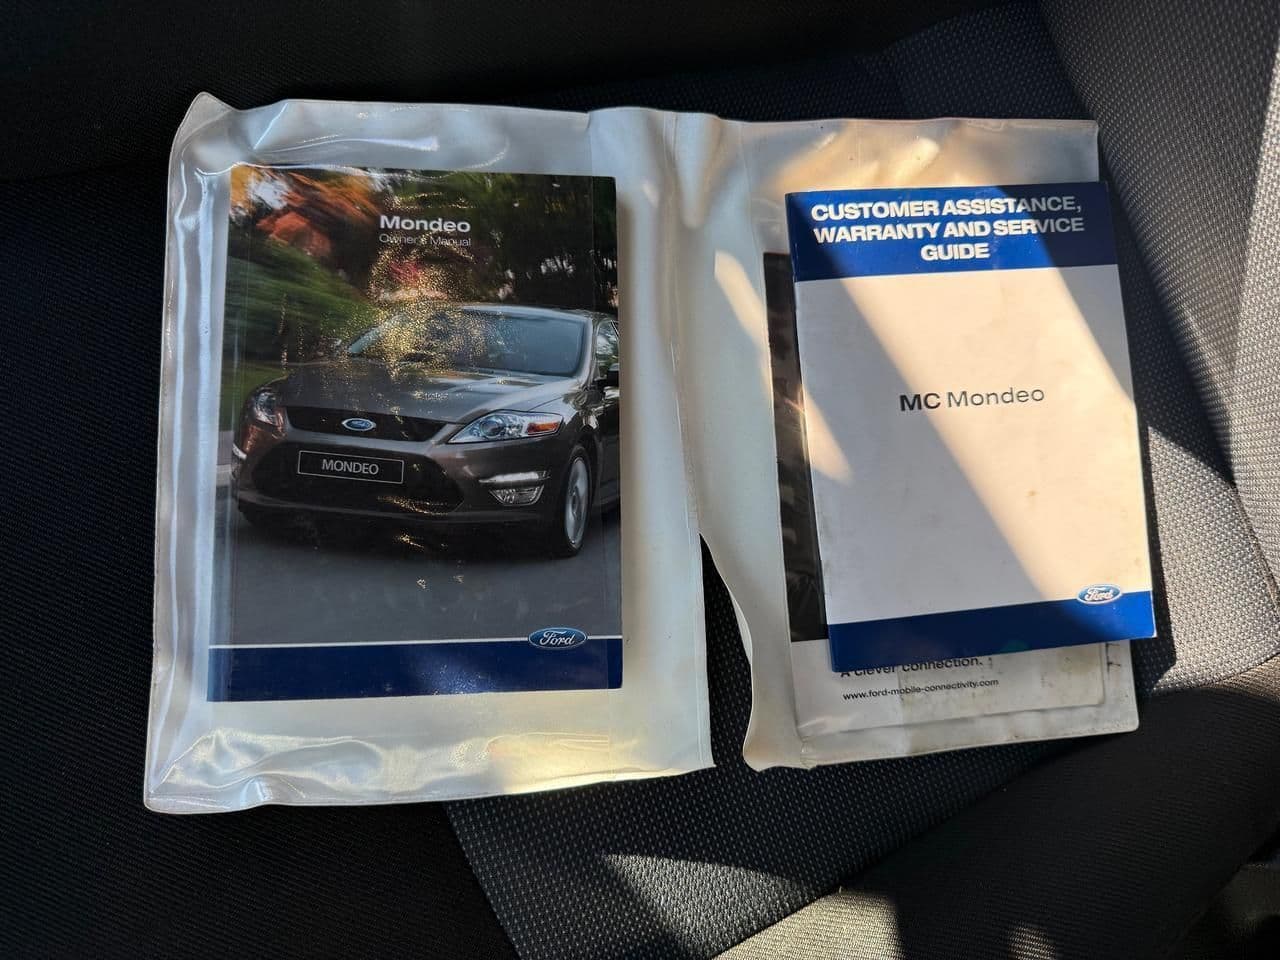 Mondeo
Owner's Manual
Ford
MONDEO
Ford
CUSTOMER ASSISTANCE,
WARRANTY AND SERVICE
GUIDE
MC Mondeo
Ford
A clever connection.
www.ford-mobile-connectivity.com